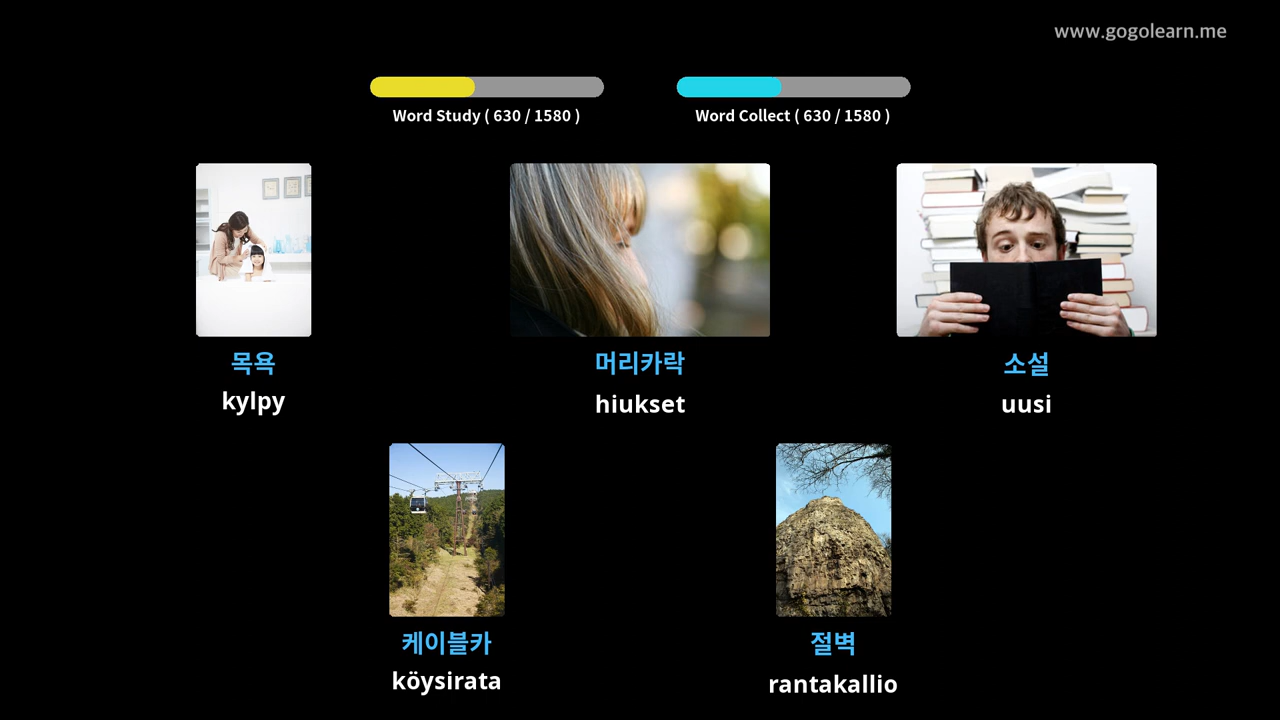 www.gogolearn.me
Word Study ( 630 / 1580 )
Word Collect ( 630 / 1580 )
목욕
kylpy
머리카락
hiukset
소설
uusi
케이블카
köysirata
절벽
rantakallio